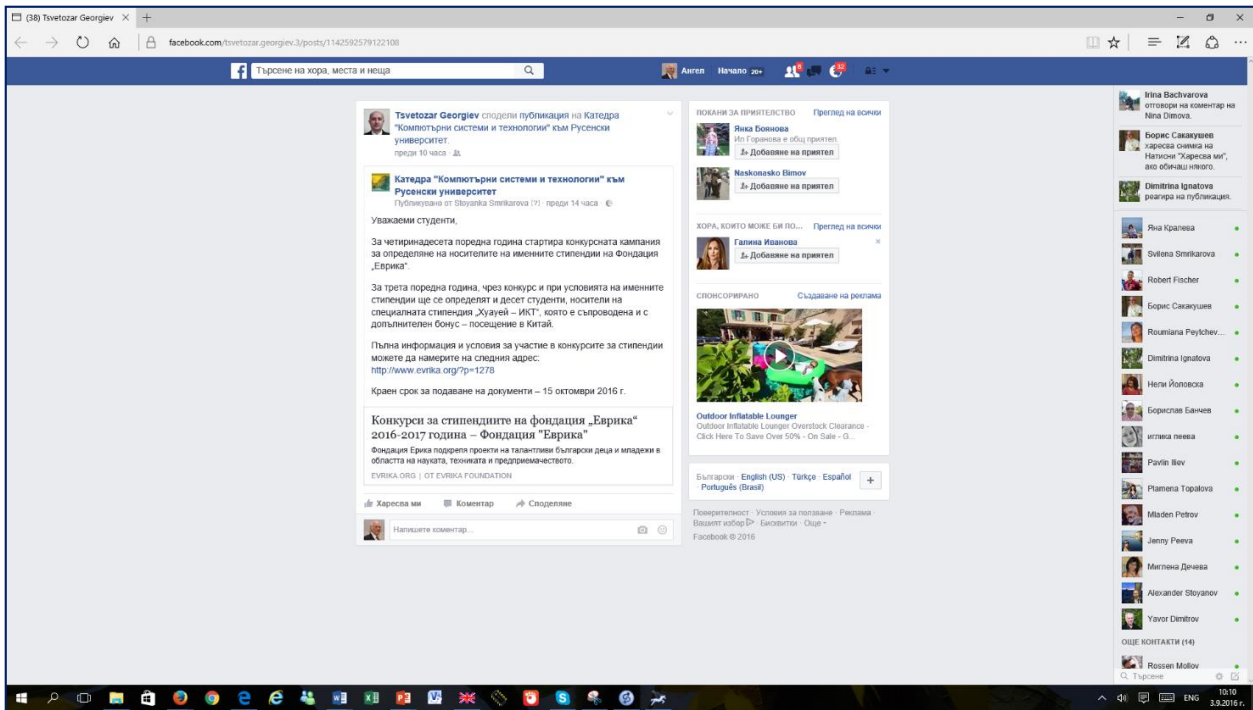 (38) Tsvetozar Georgiev
facebook.com/tsvetozar.georgiev.3/posts/1142592579122108
Търсене на хора, места и неща
Ангел
Начало 20+
8
32
Tsvetozar Georgiev сподели публикация на Катедра
"Компютърни системи и технологии" към Русенски
университет.
преди 10 часа ·
Катедра "Компютърни системи и технологии" към
Русенски университет
Публикувано от Stoyanka Smrikarova [?] · преди 14 часа ·
Уважаеми студенти,
За четиринадесета поредна година стартира конкурсната кампания
за определяне на носителите на именните стипендии на Фондация
„Еврика“.
За трета поредна година, чрез конкурс и при условията на именните
стипендии ще се определят и десет студенти, носители на
специалната стипендия „Хуауей – ИКТ“, която е съпроводена и с
допълнителен бонус – посещение в Китай.
Пълна информация и условия за участие в конкурсите за стипендии
можете да намерите на следния адрес:
http://www.evrika.org/?p=1278
Краен срок за подаване на документи – 15 октомври 2016 г.
Конкурси за стипендиите на фондация „Еврика“
2016-2017 година – Фондация "Еврика"
Фондация Ерика подкрепя проекти на талантливи български деца и младежи в
областта на науката, техниката и предприемачеството.
EVRIKA.ORG | ОТ EVRIKA FOUNDATION
Харесва ми
Коментар
Споделяне
Напишете коментар...
ПОКАНИ ЗА ПРИЯТЕЛСТВО
Преглед на всички
Янка Боянова
Ил Горанова е общ приятел.
Добавяне на приятел
Naskonasko Bimov
Добавяне на приятел
ХОРА, КОИТО МОЖЕ БИ ПО...
Преглед на всички
Галина Иванова
Добавяне на приятел
СПОНСОРИРАНО
Създаване на реклама
Outdoor Inflatable Lounger
Outdoor Inflatable Lounger Overstock Clearance -
Click Here To Save Over 50% - On Sale - G...
Български · English (US) · Türkçe · Español
· Português (Brasil)
Поверителност · Условия за ползване · Реклама ·
Вашият избор · Бисквитки · Още
Facebook © 2016
Irina Bachvarova
отговори на коментар на
Nina Dimova.
Борис Сакакушев
харесва снимка на
Натисни "Харесва ми",
ако обичаш някого.
Dimitrina Ignatova
реагира на публикация.
Яна Кралева
Svilena Smrikarova
Robert Fischer
Борис Сакакушев
Roumiana Peytchev...
Dimitrina Ignatova
Нели Йоловска
Борислав Банчев
иглика пеева
Pavlin Iliev
Plamena Topalova
Mladen Petrov
Jenny Peeva
Миглена Дечева
Alexander Stoyanov
Yavor Dimitrov
ОЩЕ КОНТАКТИ (14)
Rossen Mollov
Търсене
ENG
10:10
3.9.2016 г.